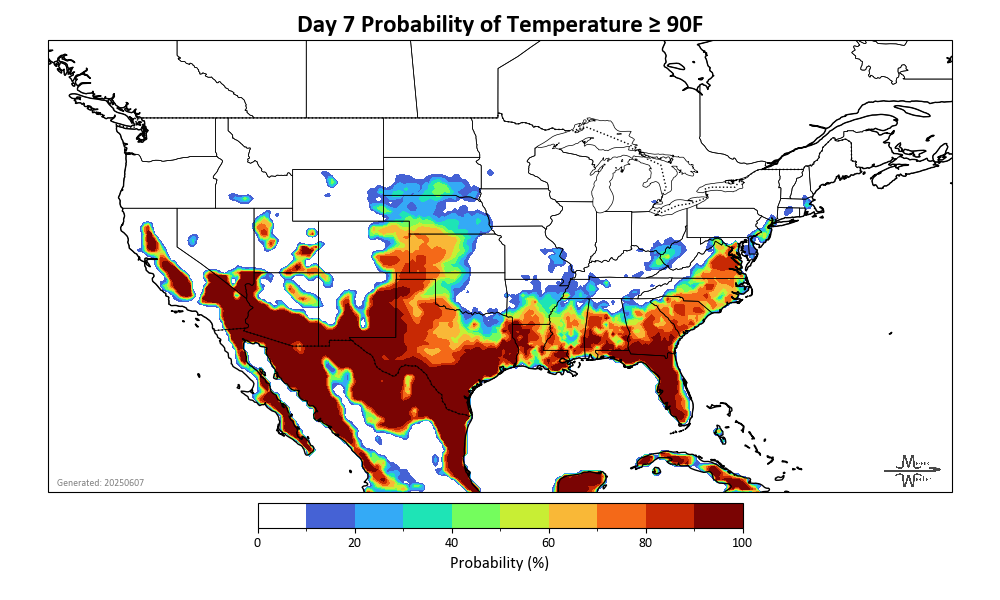 Day 7 Probability of Temperature ≥ 90F
Generated: 20250607
0 20 40 60 80 100
Probability (%)